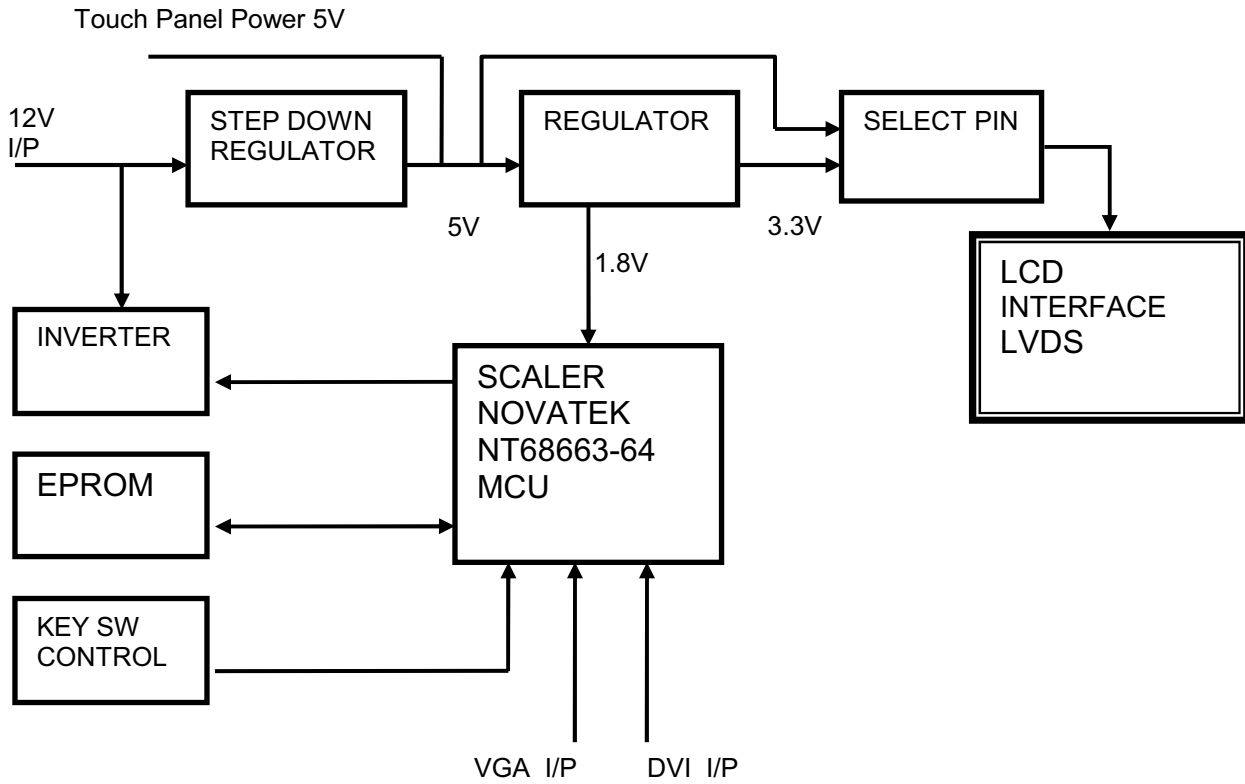 Touch Panel Power 5V
12V
I/P
STEP DOWN
REGULATOR
REGULATOR
SELECT PIN
5V
3.3V
1.8V
LCD
INTERFACE
LVDS
INVERTER
SCALER
NOVATEK
NT68663-64
MCU
EPROM
KEY SW
CONTROL
VGA I/P
DVI I/P